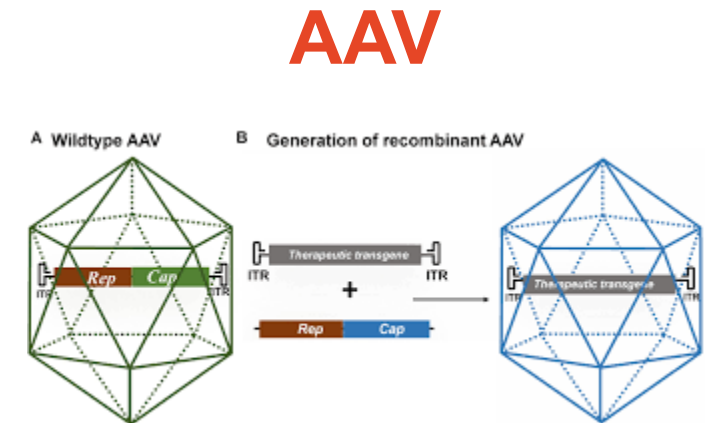 AAV
A Wildtype AAV
B Generation of recombinant AAV
Rep Cap
ITR ITR
Therapeutic transgene
ITR ITR
+
Rep Cap
Therapeutic transgene
ITR ITR